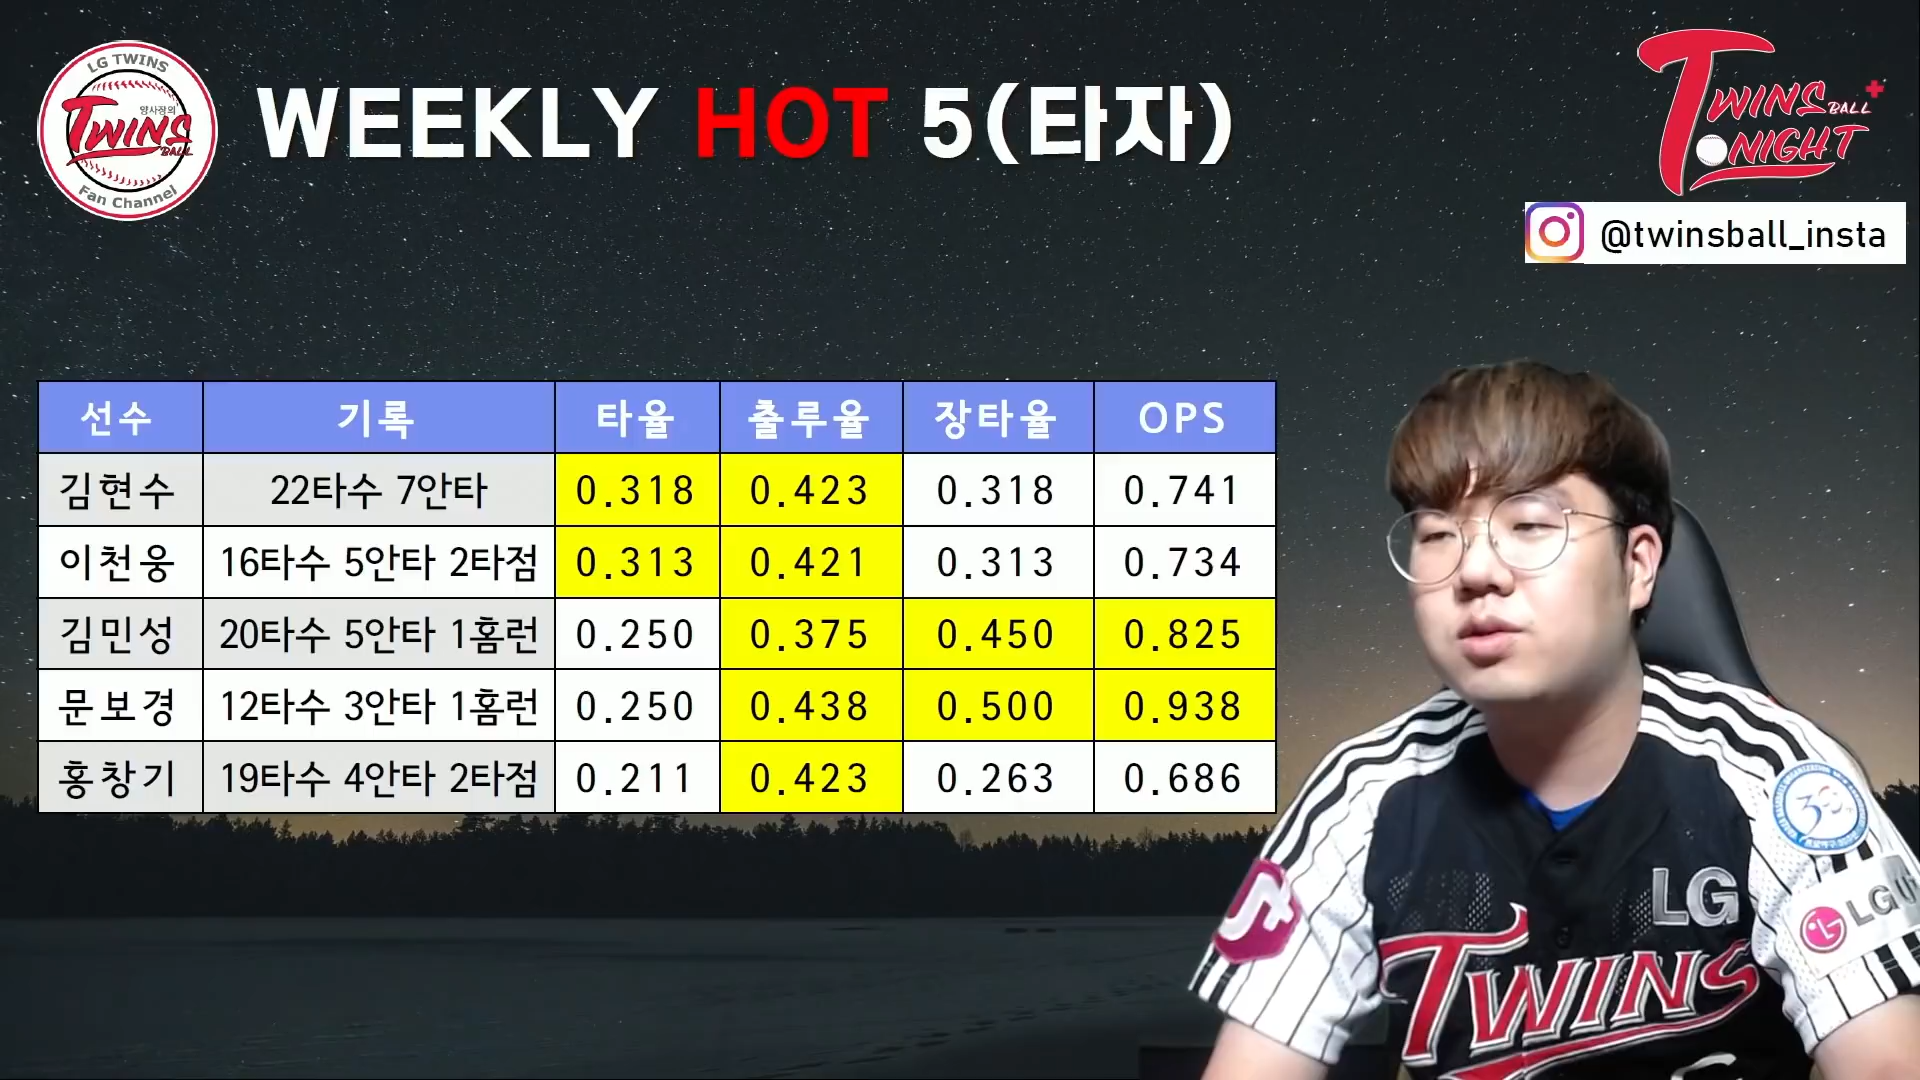 LG TWINS
양사장의
TWINS
BALL
Fan Channel
WEEKLY HOT 5(타자)
TWINS BALL
TONIGHT
@twinsball_insta
선수 기록 타율 출루율 장타율 OPS
김현수 22타수 7안타 0.318 0.423 0.318 0.741
이천웅 16타수 5안타 2타점 0.313 0.421 0.313 0.734
김민성 20타수 5안타 1홈런 0.250 0.375 0.450 0.825
문보경 12타수 3안타 1홈런 0.250 0.438 0.500 0.938
홍창기 19타수 4안타 2타점 0.211 0.423 0.263 0.686
LG
TWINS
LG